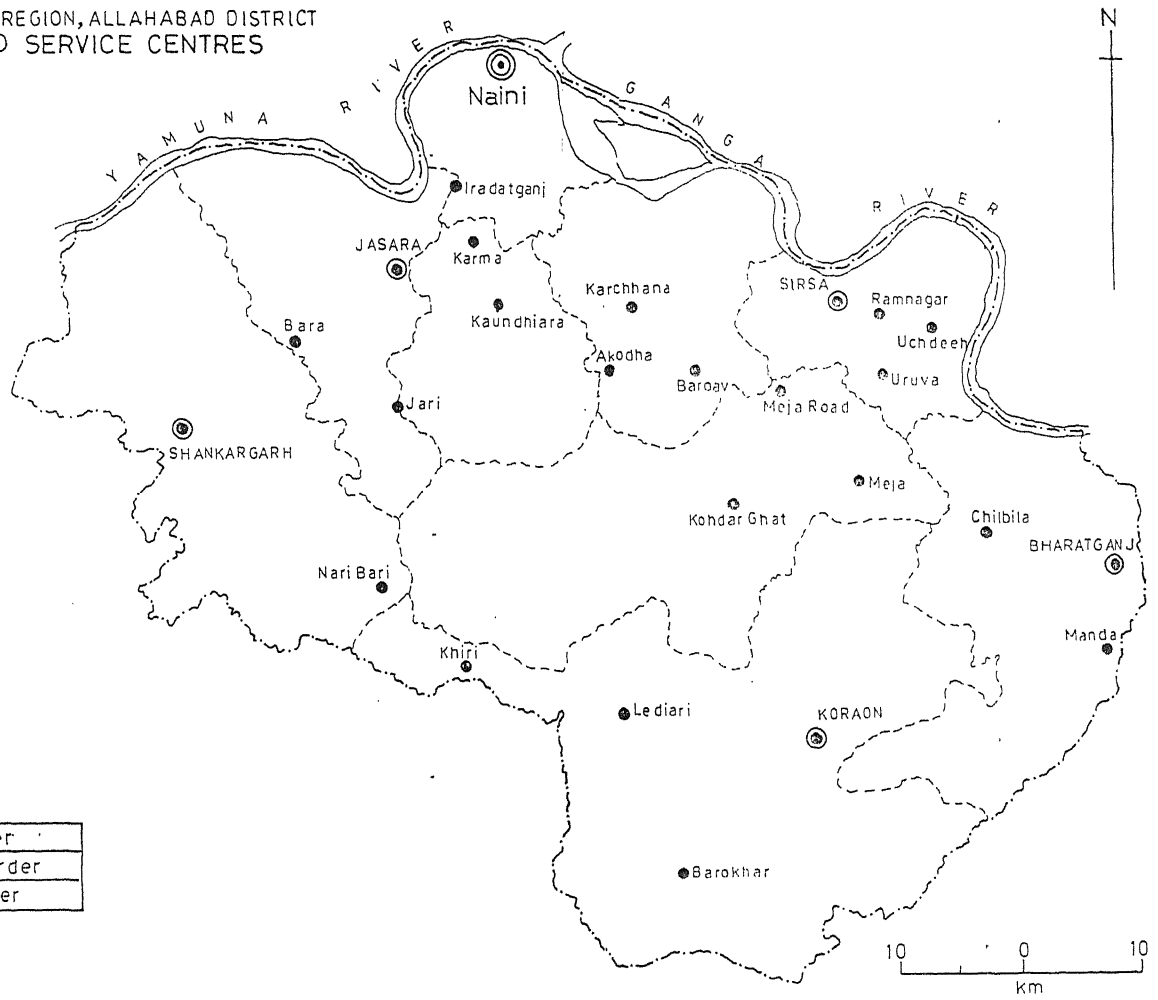 REGION, ALLAHABAD DISTRICT
SERVICE CENTRES
N
YAMUNA RIVER
GANGA RIVER
Naini
Iradatganj
JASARA
Karma
Kaundhiara
Karchhana
SIRSA
Ramnagar
Uchdeeh
Bara
Akodha
Baroav
Meja Road
Uruva
Jari
SHANKARGARH
Meja
Kohdar Ghat
Chilbila
BHARATGANJ
Nari Bari
Manda
Khiri
Lediari
KORAON
Barokhar
rder
er
10 0 10
km